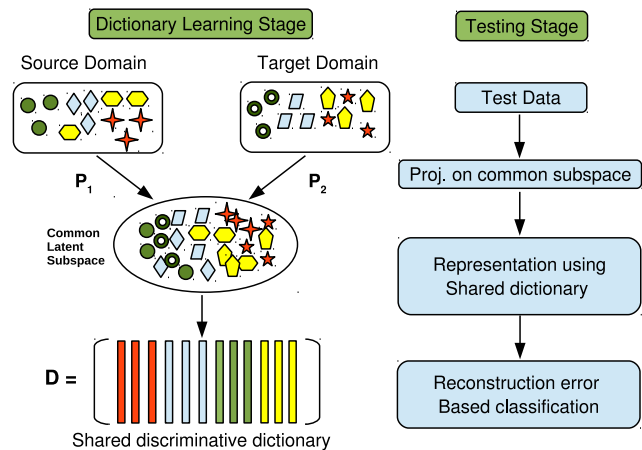 Dictionary Learning Stage
Source Domain
Target Domain
P1
P2
Common
Latent
Subspace
D =
Shared discriminative dictionary
Testing Stage
Test Data
Proj. on common subspace
Representation using
Shared dictionary
Reconstruction error
Based classification